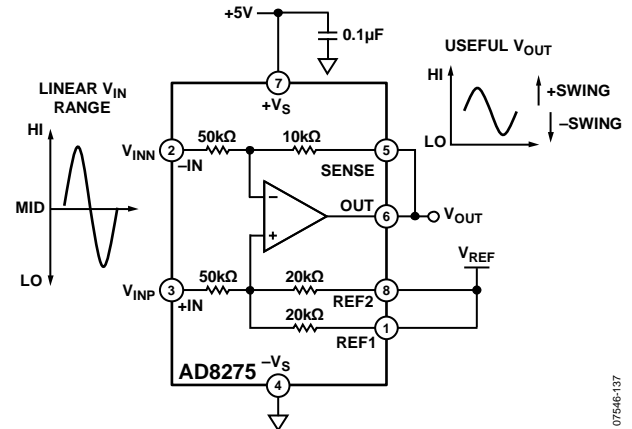 +5V
0.1µF
USEFUL VOUT
HI
+SWING
–SWING
LO
LINEAR VIN
RANGE
HI
MID
LO
7
+VS
50kΩ
10kΩ
VINN
2
–IN
5
SENSE
–
OUT
6
VOUT
+
VREF
50kΩ
20kΩ
VINP
3
+IN
8
REF2
20kΩ
1
REF1
AD8275
–VS
4
07546-137